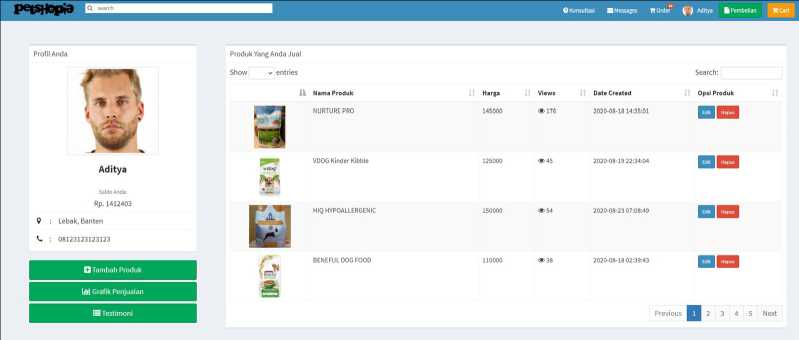 petshopia
search
Konsultasi Messages Order Aditya Pembelian Cart
Profil Anda
Aditya
Saldo Anda
Rp. 1412403
: Lebak, Banten
: 08123123123123
Tambah Produk
Grafik Penjualan
Testimoni
Produk Yang Anda Jual
Show entries
Search:
Nama Produk Harga Views Date Created Opsi Produk
NURTURE PRO 145000 176 2020-08-18 14:35:01 Edit Hapus
VDOG Kinder Kibble 125000 45 2020-08-19 22:34:04 Edit Hapus
HIQ HYPOALLERGENIC 150000 54 2020-08-23 07:08:49 Edit Hapus
BENEFUL DOG FOOD 110000 38 2020-08-18 02:39:43 Edit Hapus
Previous 1 2 3 4 5 Next